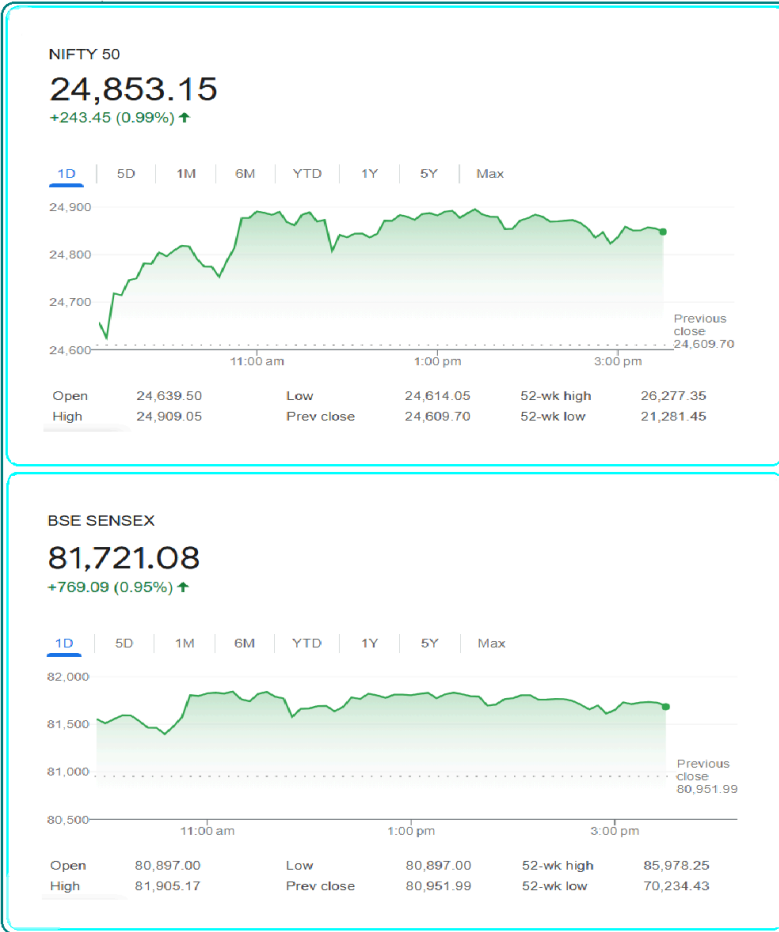 NIFTY 50
24,853.15
+243.45 (0.99%) ↑
1D 5D 1M 6M YTD 1Y 5Y Max
24,900
24,800
24,700
24,600
Previous
close
24,609.70
11:00 am 1:00 pm 3:00 pm
Open 24,639.50 Low 24,614.05 52-wk high 26,277.35
High 24,909.05 Prev close 24,609.70 52-wk low 21,281.45
BSE SENSEX
81,721.08
+769.09 (0.95%) ↑
1D 5D 1M 6M YTD 1Y 5Y Max
82,000
81,500
81,000
80,500
Previous
close
80,951.99
11:00 am 1:00 pm 3:00 pm
Open 80,897.00 Low 80,897.00 52-wk high 85,978.25
High 81,905.17 Prev close 80,951.99 52-wk low 70,234.43